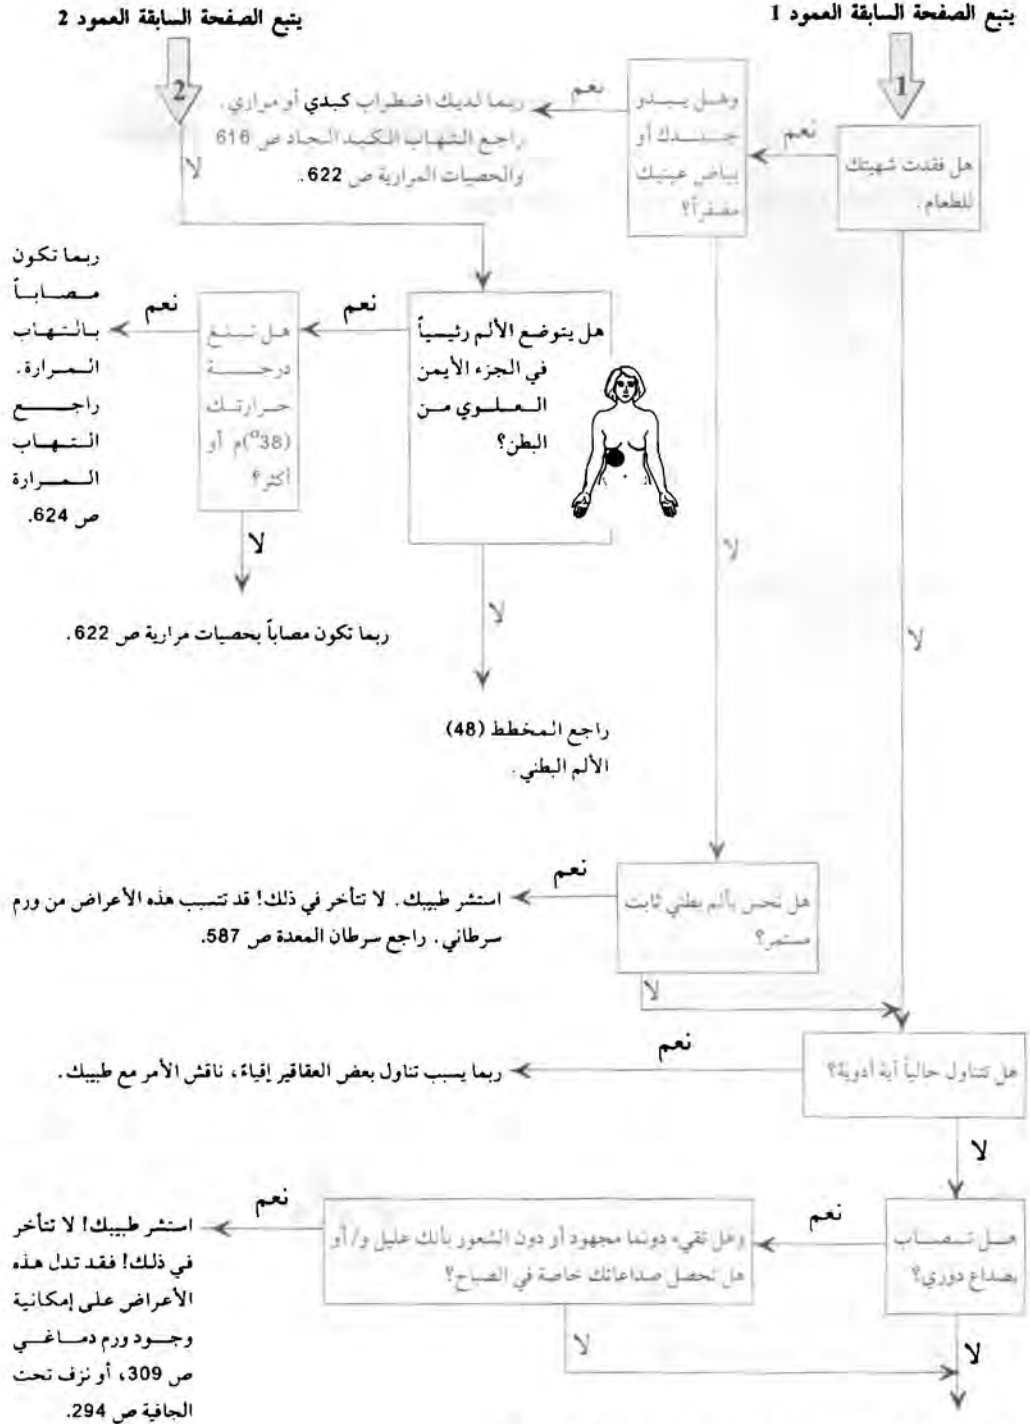 يتبع الصفحة السابقة العمود 1
1
هل فقدت شهيتك
للطعام.
نعم
وهل يبدو
جلدك أو
بياض عينيك
مصفراً؟
نعم
ربما لديك اضطراب كبدي أو مراري.
راجع التهاب الكبد الحاد ص 616
والحصيات المرارية ص 622.
يتبع الصفحة السابقة العمود 2
2
لا
هل يتوضع الألم رئيسياً
في الجزء الأيمن
العلوي من
البطن؟
نعم
هل تبلغ
درجة
حرارتك
(38°)م أو
أكثر؟
نعم
ربما تكون
مصاباً
بالتهاب
المرارة.
راجع
التهاب
المرارة
ص 624.
لا
ربما تكون مصاباً بحصيات مرارية ص 622.
لا
راجع المخطط (48)
الألم البطني.
لا
لا
هل تحس بألم بطني ثابت
مستمر؟
نعم
استشر طبيبك. لا تتأخر في ذلك! قد تتسبب هذه الأعراض من ورم
سرطاني. راجع سرطان المعدة ص 587.
لا
هل تتناول حالياً أية أدوية؟
نعم
ربما يسبب تناول بعض العقاقير إقياءً، ناقش الأمر مع طبيبك.
لا
هل تصاب
بصداع دوري؟
نعم
وهل تقيء دونما مجهود أو دون الشعور بأنك عليل و/أو
هل تحصل صداعاتك خاصة في الصباح؟
نعم
استشر طبيبك! لا تتأخر
في ذلك! فقد تدل هذه
الأعراض على إمكانية
وجود ورم دماغي
ص 309، أو نزف تحت
الجافية ص 294.
لا
لا